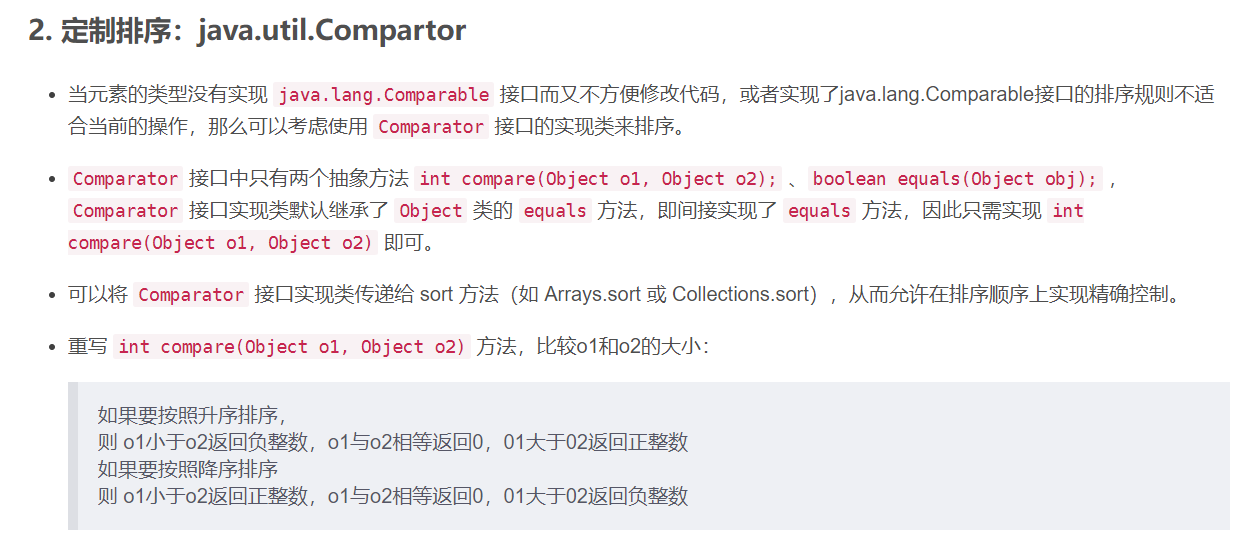 2. 定制排序：java.util.Compartor
当元素的类型没有实现 java.lang.Comparable 接口而又不方便修改代码，或者实现了java.lang.Comparable接口的排序规则不适
合当前的操作，那么可以考虑使用 Comparator 接口的实现类来排序。
Comparator 接口中只有两个抽象方法 int compare(Object o1, Object o2); 、boolean equals(Object obj); ，
Comparator 接口实现类默认继承了 Object 类的 equals 方法，即间接实现了 equals 方法，因此只需实现 int
compare(Object o1, Object o2) 即可。
可以将 Comparator 接口实现类传递给 sort 方法（如 Arrays.sort 或 Collections.sort），从而允许在排序顺序上实现精确控制。
重写 int compare(Object o1, Object o2) 方法，比较o1和o2的大小：
如果要按照升序排序，
则 o1小于o2返回负整数，o1与o2相等返回0，01大于02返回正整数
如果要按照降序排序
则 o1小于o2返回正整数，o1与o2相等返回0，01大于02返回负整数